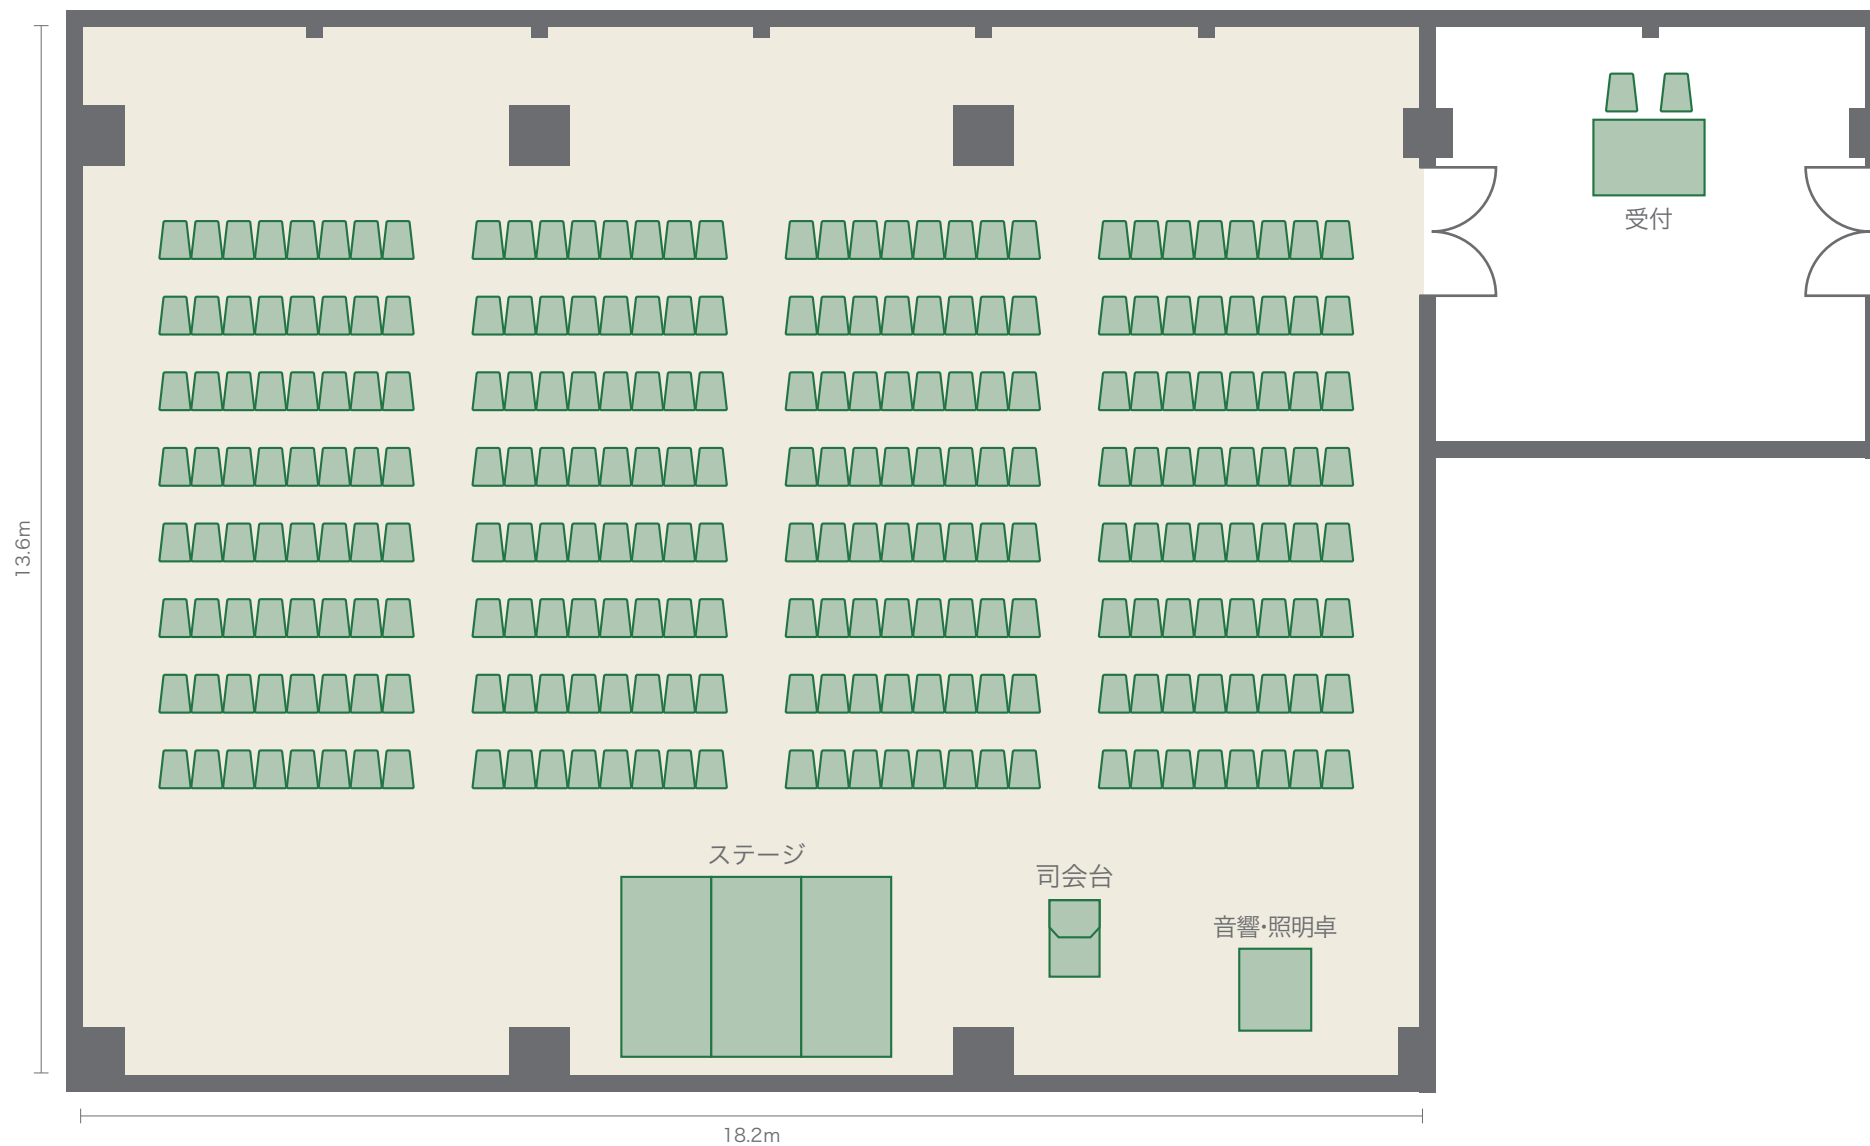 受付
13.6m
ステージ
司会台
音響・照明卓
18.2m